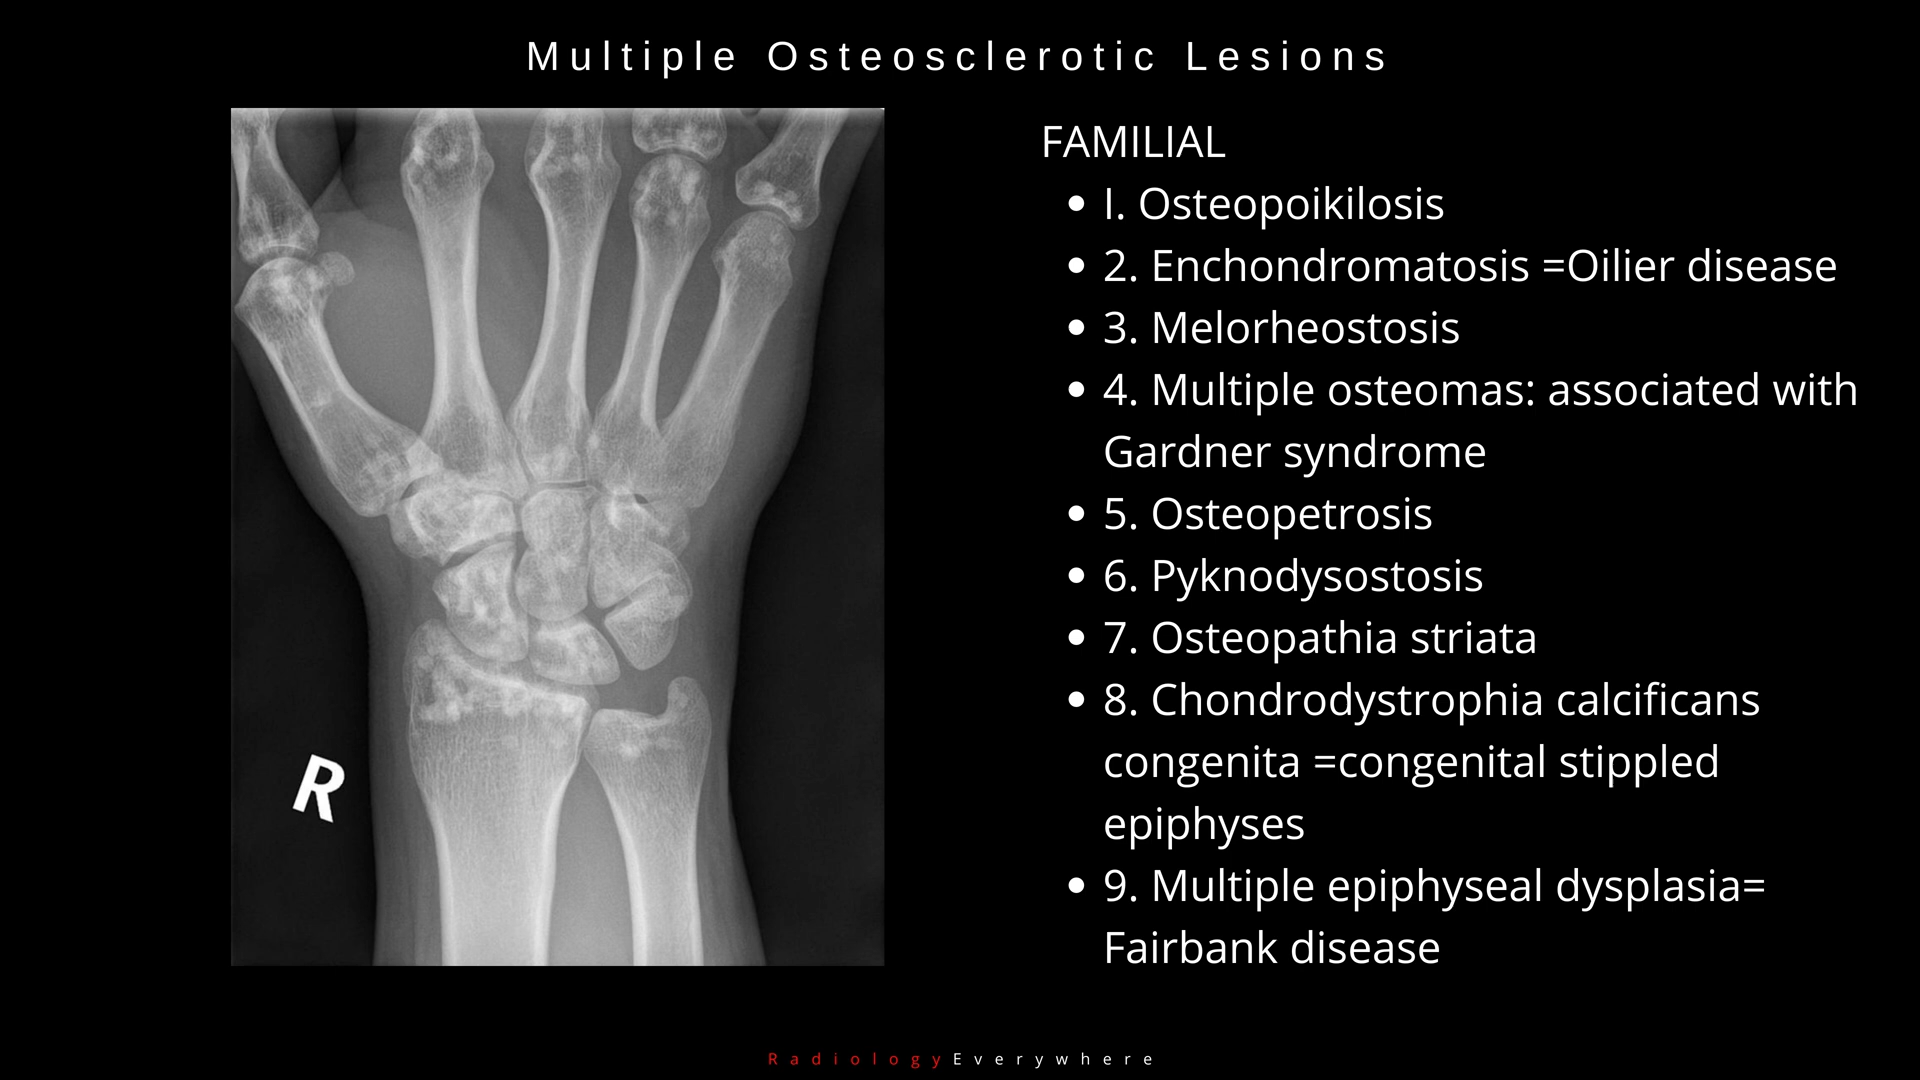 Multiple Osteosclerotic Lesions
FAMILIAL
• I. Osteopoikilosis
• 2. Enchondromatosis =Oilier disease
• 3. Melorheostosis
• 4. Multiple osteomas: associated with
Gardner syndrome
• 5. Osteopetrosis
• 6. Pyknodysostosis
• 7. Osteopathia striata
• 8. Chondrodystrophia calcificans
congenita =congenital stippled
epiphyses
• 9. Multiple epiphyseal dysplasia=
Fairbank disease
R
RadiologyEverywhere